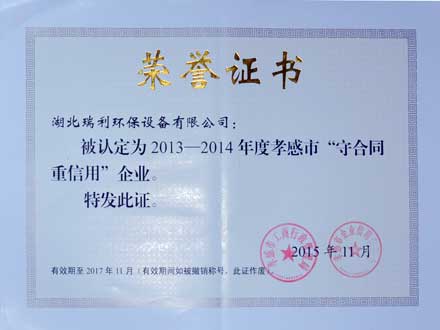 荣誉证书
湖北瑞利环保设备有限公司：
被认定为2013—2014年度孝感市“守合同
重信用”企业。
特发此证。
2015年11月
有效期至2017年11月（有效期间如被撤销称号，此证作废）。